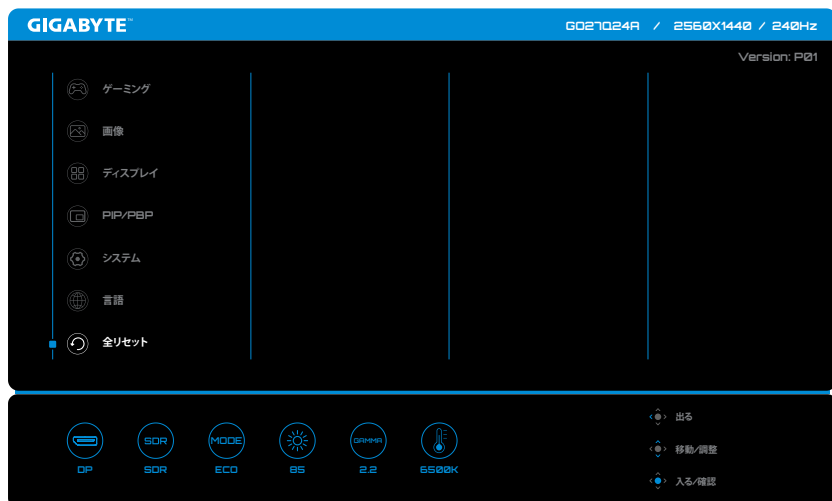 GIGABYTE™
GO27Q24A / 2560X1440 / 240Hz
Version: P01
ゲーミング
画像
ディスプレイ
PIP/PBP
システム
言語
全リセット
SDR
MODE
GAMMA
DP
SDR
ECO
85
2.2
6500K
出る
移動/調整
入る/確認